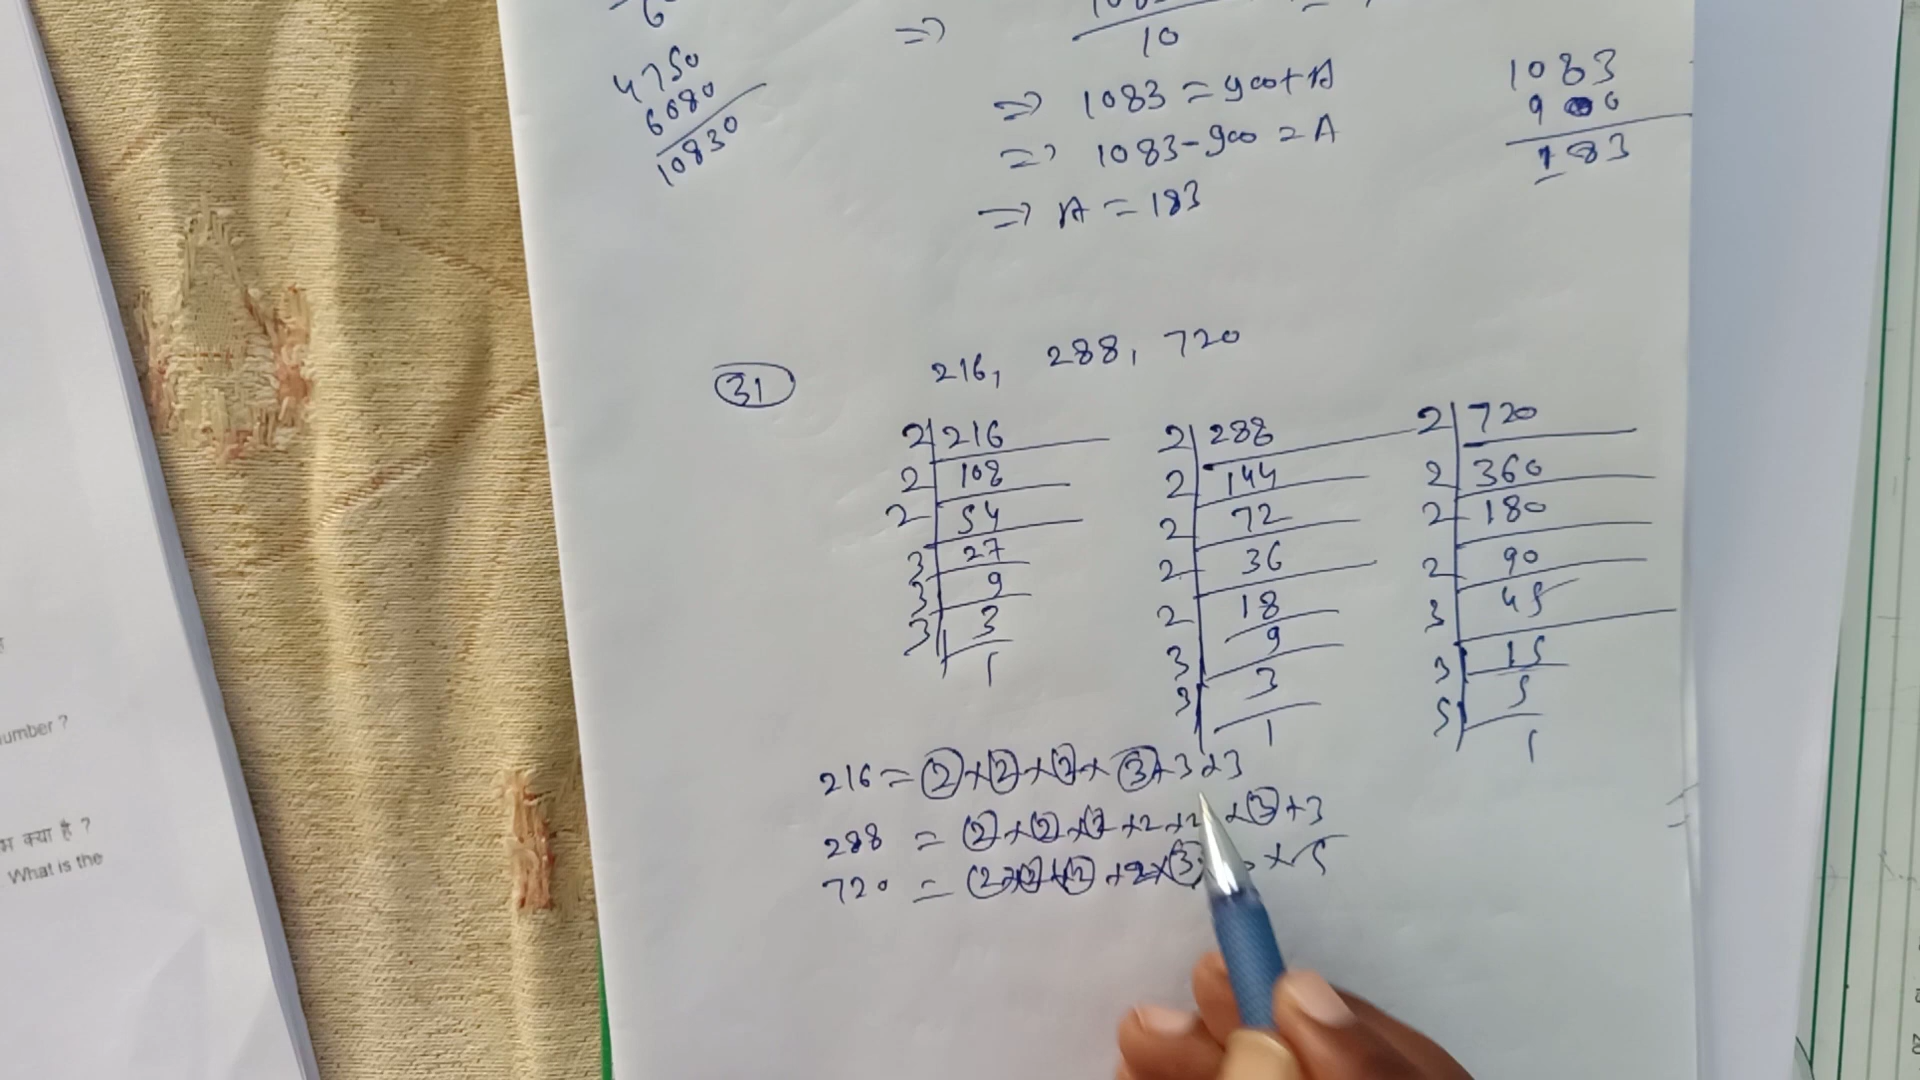 6
4750
6080
10830
=> 10
=> 1083 = 900 + A
=> 1083 - 900 = A
=> A = 183
1083
900
183
31
216, 288, 720
2 | 216
2 | 108
2 | 54
3 | 27
3 | 9
3 | 3
1
2 | 288
2 | 144
2 | 72
2 | 36
2 | 18
3 | 9
3 | 3
1
2 | 720
2 | 360
2 | 180
2 | 90
3 | 45
3 | 15
5 | 5
1
216 = 2 × 2 × 2 × 3 × 3 × 3
288 = 2 × 2 × 2 × 2 × 2 × 3 × 3
720 = 2 × 2 × 2 × 2 × 3 × 5
umber ?
क्या है ?
What is the